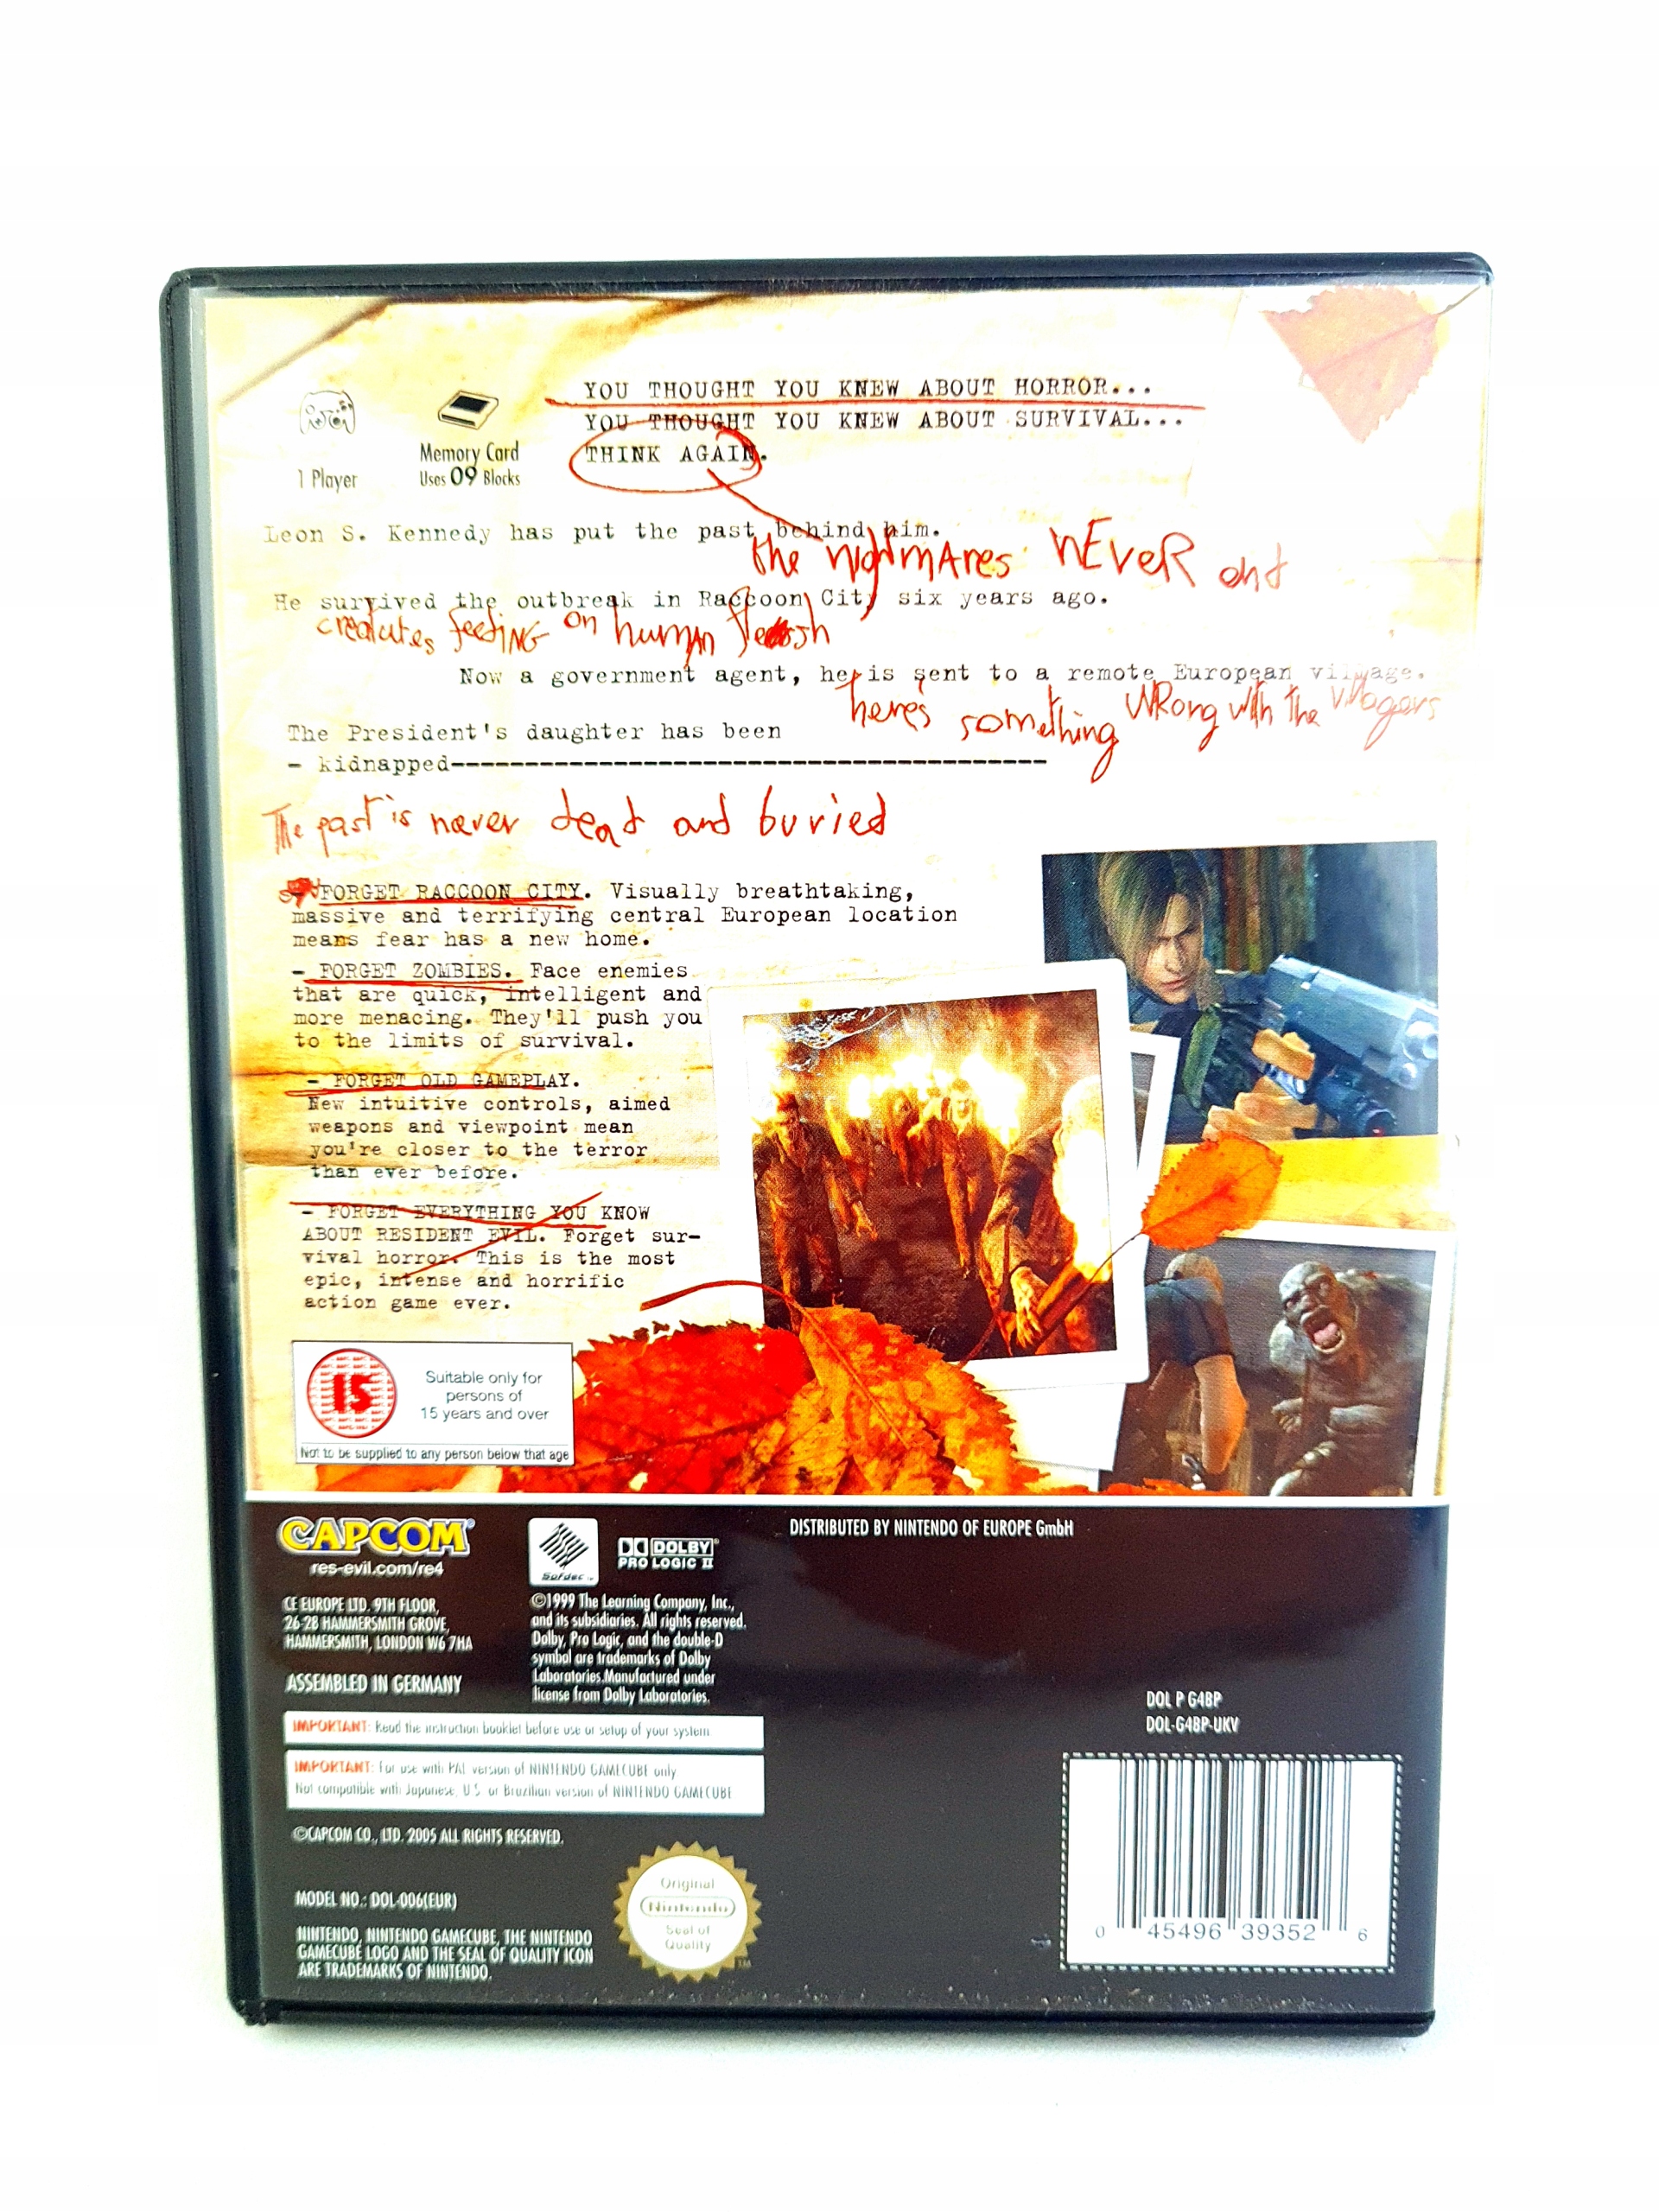 YOU THOUGHT YOU KNEW ABOUT HORROR...
YOU THOUGHT YOU KNEW ABOUT SURVIVAL...
THINK AGAIN.
1 Player
Memory Card
Uses 09 Blocks
Leon S. Kennedy has put the past behind him.
the nightmares nEveR end
He survived the outbreak in Raccoon City six years ago.
creatutes feeding on human flesh
Now a government agent, he is sent to a remote European village.
there's something wRong with the villagers
The President's daughter has been
- kidnapped
The past is never dead and buried
- FORGET RACCOON CITY. Visually breathtaking,
massive and terrifying central European location
means fear has a new home.
- FORGET ZOMBIES. Face enemies
that are quick, intelligent and
more menacing. They'll push you
to the limits of survival.
- FORGET OLD GAMEPLAY.
New intuitive controls, aimed
weapons and viewpoint mean
you're closer to the terror
than ever before.
- FORGET EVERYTHING YOU KNOW
ABOUT RESIDENT EVIL. Forget sur-
vival horror. This is the most
epic, intense and horrific
action game ever.
15
Suitable only for
persons of
15 years and over
Not to be supplied to any person below that age
CAPCOM
res-evil.com/re4
CE EUROPE LTD. 9TH FLOOR,
26-28 HAMMERSMITH GROVE,
HAMMERSMITH, LONDON W6 7HA
ASSEMBLED IN GERMANY
Sofdec
DOLBY
PRO LOGIC II
©1999 The Learning Company, Inc.,
and its subsidiaries. All rights reserved.
Dolby, Pro Logic, and the double-D
symbol are trademarks of Dolby
Laboratories.Manufactured under
license from Dolby Laboratories.
DISTRIBUTED BY NINTENDO OF EUROPE GmbH
IMPORTANT: Read the instruction booklet before use or setup of your system.
IMPORTANT: For use with PAL version of NINTENDO GAMECUBE only.
Not compatible with Japanese, U.S. or Brazilian version of NINTENDO GAMECUBE
©CAPCOM CO., LTD. 2005 ALL RIGHTS RESERVED.
MODEL NO.: DOL-006(EUR)
NINTENDO, NINTENDO GAMECUBE, THE NINTENDO
GAMECUBE LOGO AND THE SEAL OF QUALITY ICON
ARE TRADEMARKS OF NINTENDO.
Original
Nintendo
Seal of
Quality
DOL P G4BP
DOL-G4BP-UKV
0 45496 39352 6